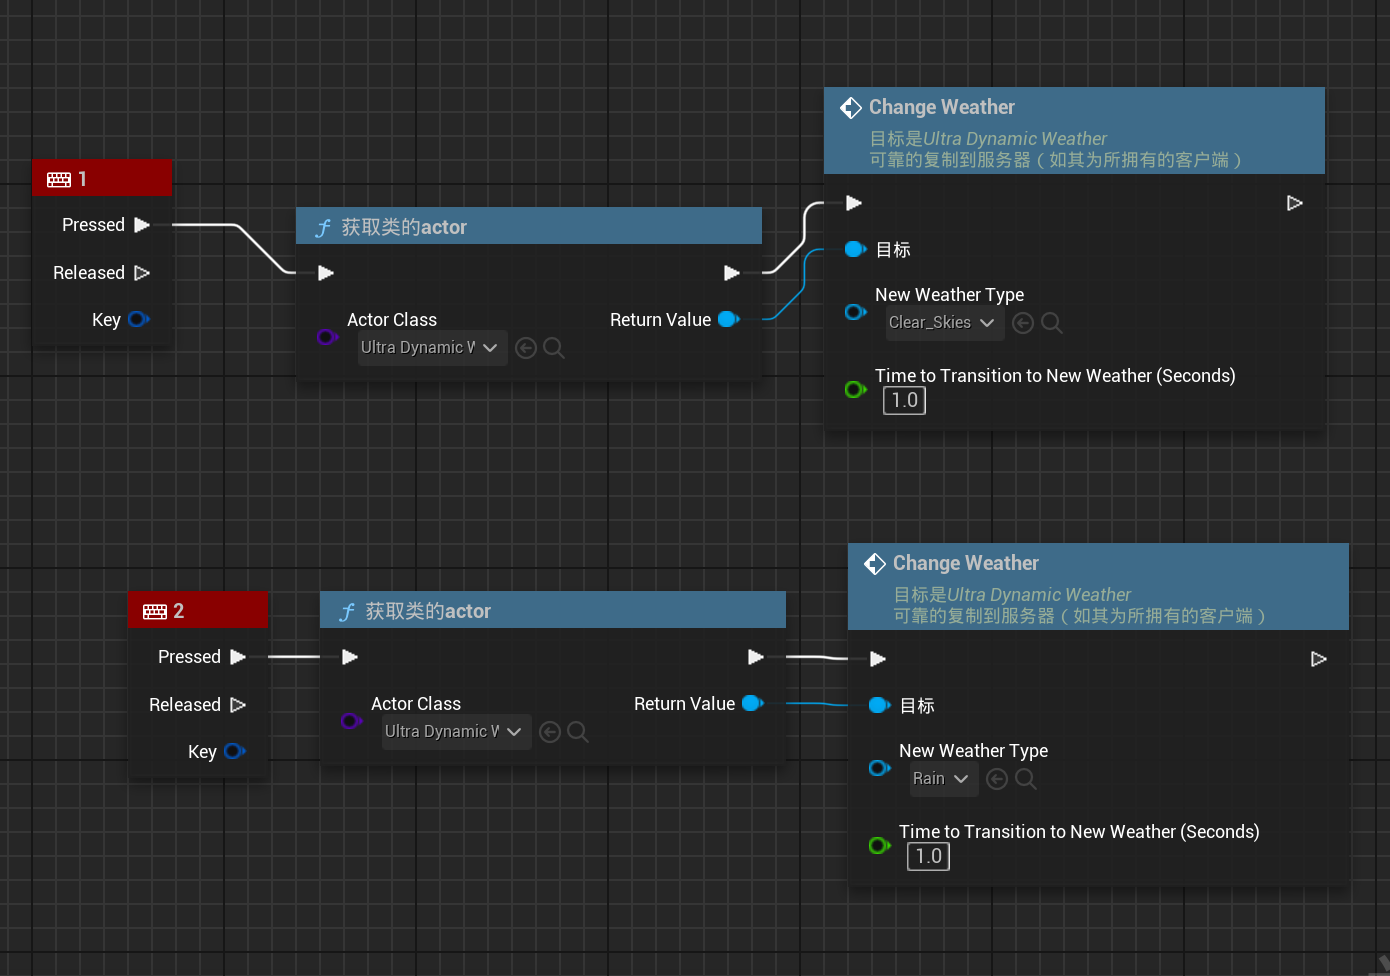 1
Pressed
Released
Key
获取类的actor
Actor Class
Ultra Dynamic W
Return Value
Change Weather
目标是Ultra Dynamic Weather
可靠的复制到服务器（如其为所拥有的客户端）
目标
New Weather Type
Clear_Skies
Time to Transition to New Weather (Seconds)
1.0
2
Pressed
Released
Key
获取类的actor
Actor Class
Ultra Dynamic W
Return Value
Change Weather
目标是Ultra Dynamic Weather
可靠的复制到服务器（如其为所拥有的客户端）
目标
New Weather Type
Rain
Time to Transition to New Weather (Seconds)
1.0